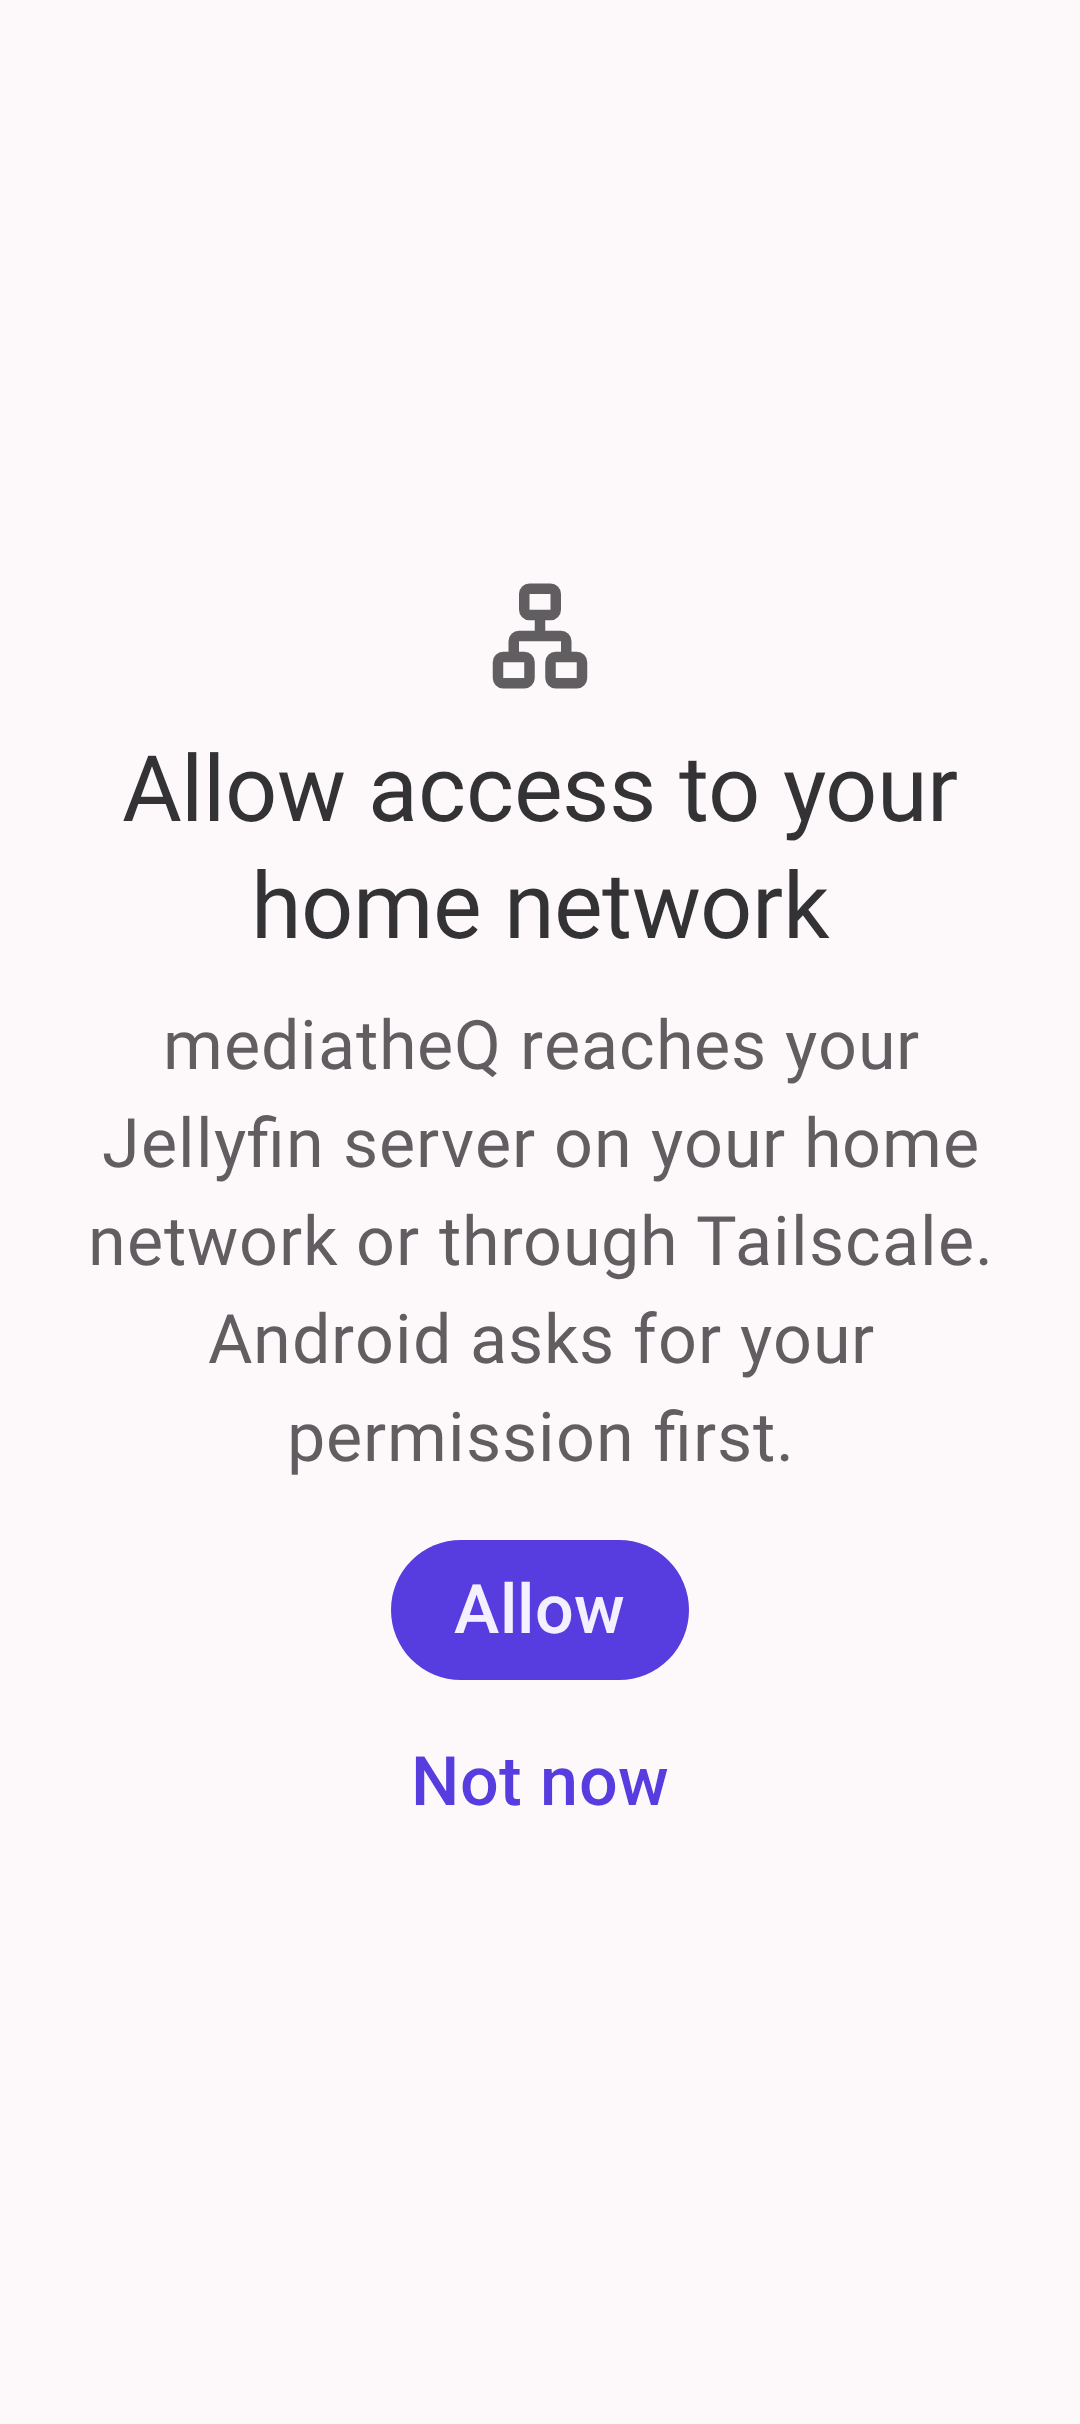 Allow access to your
home network
mediatheQ reaches your
Jellyfin server on your home
network or through Tailscale.
Android asks for your
permission first.
Allow
Not now